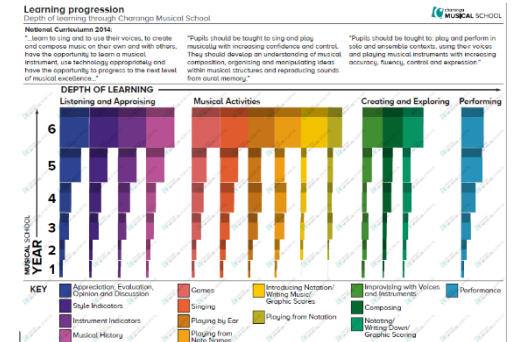 Learning progression
Depth of learning through Charanga Musical School
charanga
MUSICAL SCHOOL
National Curriculum 2014:
"...learn to sing and to use their voices, to create
and compose music on their own and with others,
have the opportunity to learn a musical
instrument, use technology appropriately and
have the opportunity to progress to the next level
of musical excellence..."
"Pupils should be taught to sing and play
musically with increasing confidence and control.
They should develop an understanding of musical
composition, organising and manipulating ideas
within musical structures and reproducing sounds
from aural memory."
"Pupils should be taught to: play and perform in
solo and ensemble contexts, using their voices
and playing musical instruments with increasing
accuracy, fluency, control and expression."
DEPTH OF LEARNING
Listening and Appraising
Musical Activities
Creating and Exploring
Performing
MUSICAL SCHOOL
YEAR
6
5
4
3
2
1
KEY
Appreciation, Evaluation,
Opinion and Discussion
Style Indicators
Instrument Indicators
Musical History
Games
Singing
Playing by Ear
Playing from
Note Names
Introducing Notation/
Writing Music/
Graphic Scores
Playing from Notation
Improvising with Voices
and Instruments
Composing
Notating/
Writing Down/
Graphic Scoring
Performance